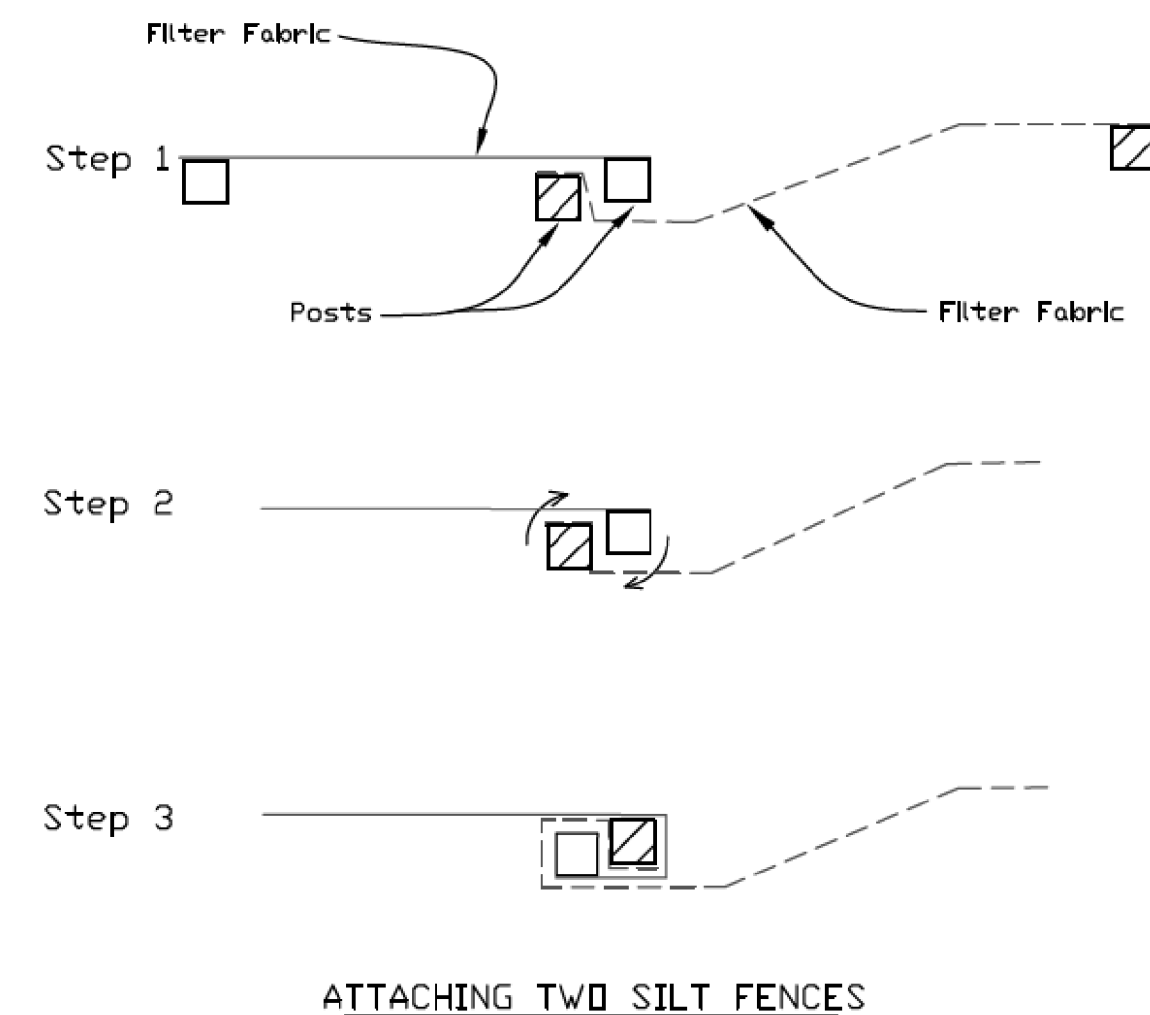 Filter Fabric
Step 1
Posts
Filter Fabric
Step 2
Step 3
ATTACHING TWO SILT FENCES